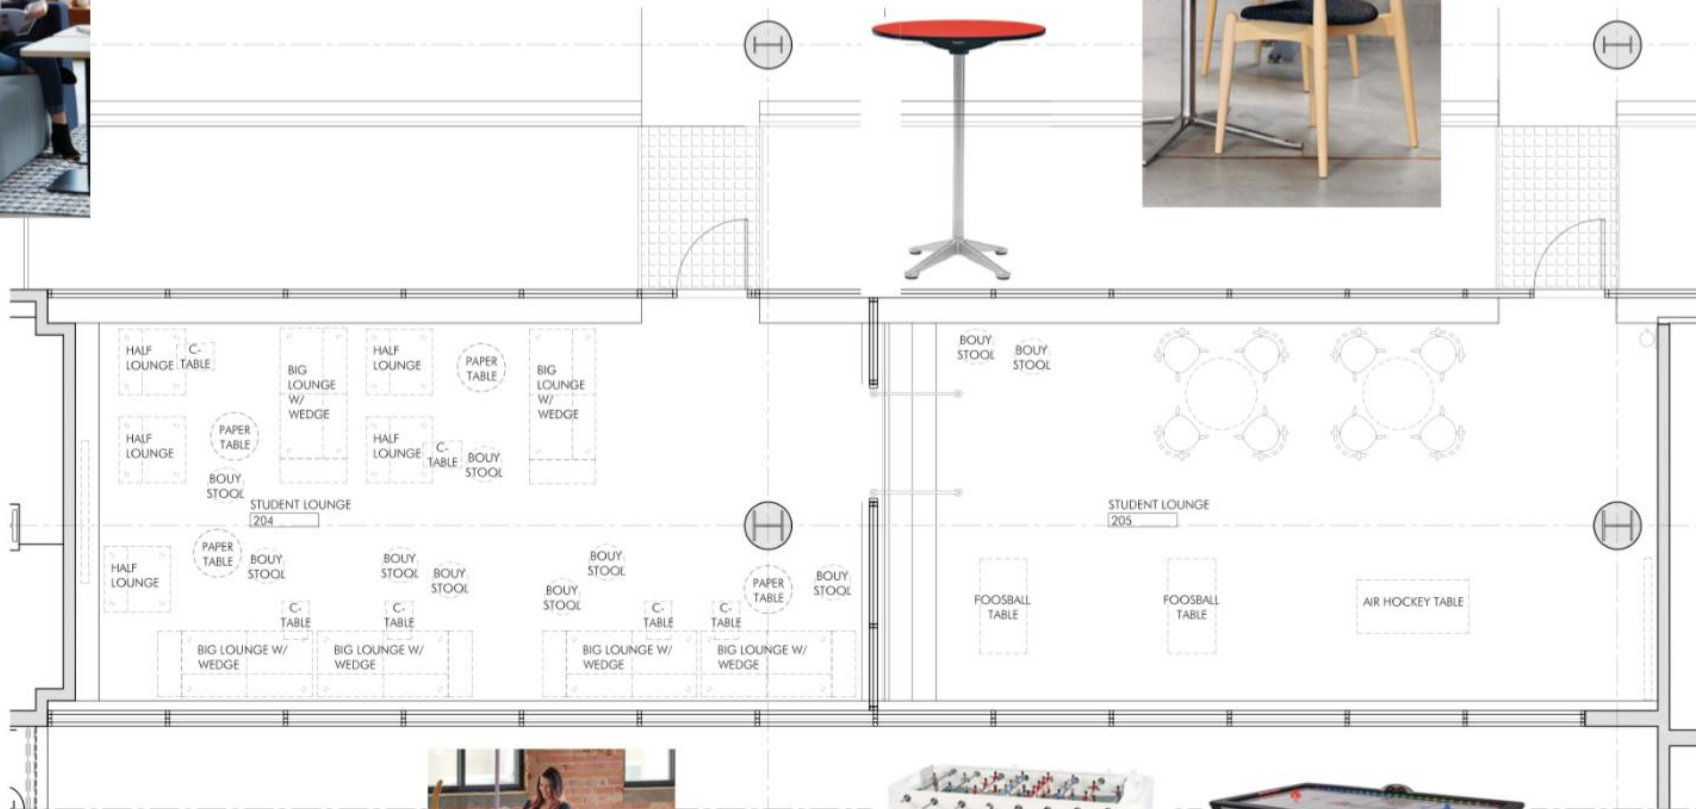 H
H
HALF
LOUNGE
C-
TABLE
BIG
LOUNGE
W/
WEDGE
HALF
LOUNGE
PAPER
TABLE
BIG
LOUNGE
W/
WEDGE
HALF
LOUNGE
PAPER
TABLE
BOUY
STOOL
HALF
LOUNGE
C-
TABLE
BOUY
STOOL
STUDENT LOUNGE
204
H
HALF
LOUNGE
PAPER
TABLE
BOUY
STOOL
BOUY
STOOL
BOUY
STOOL
BOUY
STOOL
BOUY
STOOL
PAPER
TABLE
BOUY
STOOL
C-
TABLE
C-
TABLE
C-
TABLE
C-
TABLE
BIG LOUNGE W/
WEDGE
BIG LOUNGE W/
WEDGE
BIG LOUNGE W/
WEDGE
BIG LOUNGE W/
WEDGE
BOUY
STOOL
BOUY
STOOL
STUDENT LOUNGE
205
H
FOOSBALL
TABLE
FOOSBALL
TABLE
AIR HOCKEY TABLE